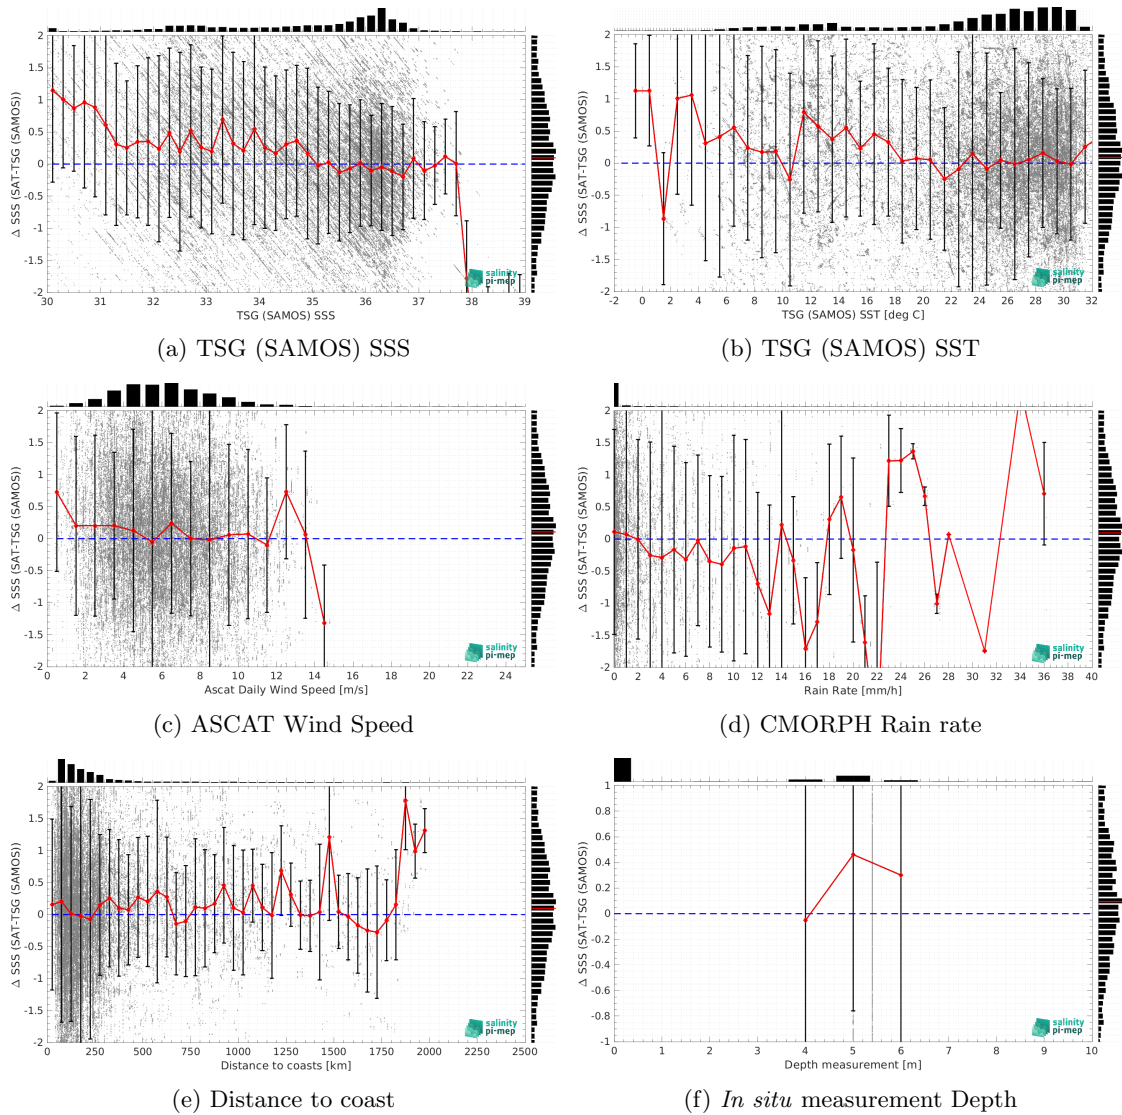 2
1.5
1
0.5
0
-0.5
-1
-1.5
-2
Δ SSS (SAT-TSG (SAMOS))
30 31 32 33 34 35 36 37 38 39
TSG (SAMOS) SSS
salinity
pi-mep
(a) TSG (SAMOS) SSS
2
1.5
1
0.5
0
-0.5
-1
-1.5
-2
Δ SSS (SAT-TSG (SAMOS))
-2 0 2 4 6 8 10 12 14 16 18 20 22 24 26 28 30 32
TSG (SAMOS) SST [deg C]
salinity
pi-mep
(b) TSG (SAMOS) SST
2
1.5
1
0.5
0
-0.5
-1
-1.5
-2
Δ SSS (SAT-TSG (SAMOS))
0 2 4 6 8 10 12 14 16 18 20 22 25
Ascat Daily Wind Speed [m/s]
salinity
pi-mep
(c) ASCAT Wind Speed
2
1.5
1
0.5
0
-0.5
-1
-1.5
-2
Δ SSS (SAT-TSG (SAMOS))
0 2 4 6 8 10 12 14 16 18 20 22 24 26 28 30 32 34 36 38 40
Rain Rate [mm/h]
salinity
pi-mep
(d) CMORPH Rain rate
2
1.5
1
0.5
0
-0.5
-1
-1.5
-2
Δ SSS (SAT-TSG (SAMOS))
0 250 500 750 1000 1250 1500 1750 2000 2500
Distance to coasts [km]
salinity
pi-mep
(e) Distance to coast
1
0.8
0.6
0.4
0.2
0
-0.2
-0.4
-0.6
-0.8
-1
Δ SSS (SAT-TSG (SAMOS))
0 1 2 3 4 5 6 7 8 9 10
Depth measurement [m]
salinity
pi-mep
(f) In situ measurement Depth